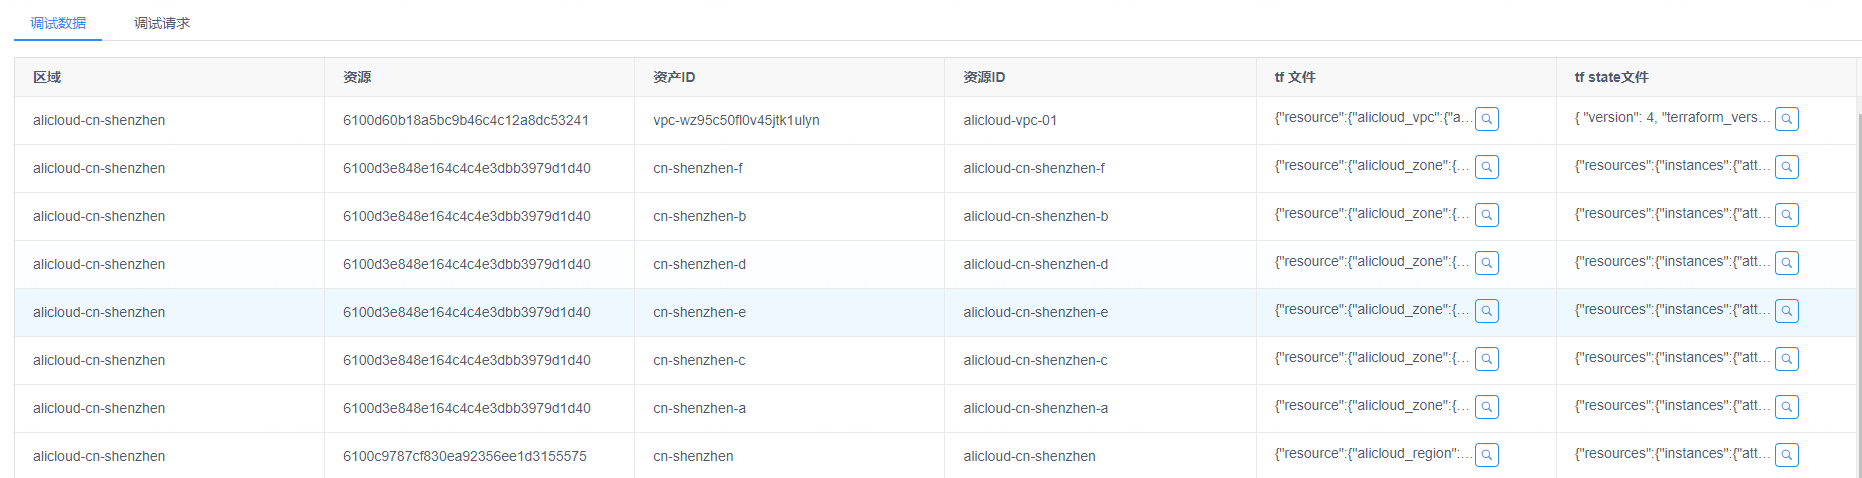 调试数据 调试请求
区域 资源 资产ID 资源ID tf 文件 tf state文件
alicloud-cn-shenzhen 6100d60b18a5bc9b46c4c12a8dc53241 vpc-wz95c50fl0v45jtk1ulyn alicloud-vpc-01 {"resource":{"alicloud_vpc":{"a... { "version": 4, "terraform_vers...
alicloud-cn-shenzhen 6100d3e848e164c4c4e3dbb3979d1d40 cn-shenzhen-f alicloud-cn-shenzhen-f {"resource":{"alicloud_zone":{... {"resources":{"instances":{"att...
alicloud-cn-shenzhen 6100d3e848e164c4c4e3dbb3979d1d40 cn-shenzhen-b alicloud-cn-shenzhen-b {"resource":{"alicloud_zone":{... {"resources":{"instances":{"att...
alicloud-cn-shenzhen 6100d3e848e164c4c4e3dbb3979d1d40 cn-shenzhen-d alicloud-cn-shenzhen-d {"resource":{"alicloud_zone":{... {"resources":{"instances":{"att...
alicloud-cn-shenzhen 6100d3e848e164c4c4e3dbb3979d1d40 cn-shenzhen-e alicloud-cn-shenzhen-e {"resource":{"alicloud_zone":{... {"resources":{"instances":{"att...
alicloud-cn-shenzhen 6100d3e848e164c4c4e3dbb3979d1d40 cn-shenzhen-c alicloud-cn-shenzhen-c {"resource":{"alicloud_zone":{... {"resources":{"instances":{"att...
alicloud-cn-shenzhen 6100d3e848e164c4c4e3dbb3979d1d40 cn-shenzhen-a alicloud-cn-shenzhen-a {"resource":{"alicloud_zone":{... {"resources":{"instances":{"att...
alicloud-cn-shenzhen 6100c9787cf830ea92356ee1d3155575 cn-shenzhen alicloud-cn-shenzhen {"resource":{"alicloud_region":... {"resources":{"instances":{"att...